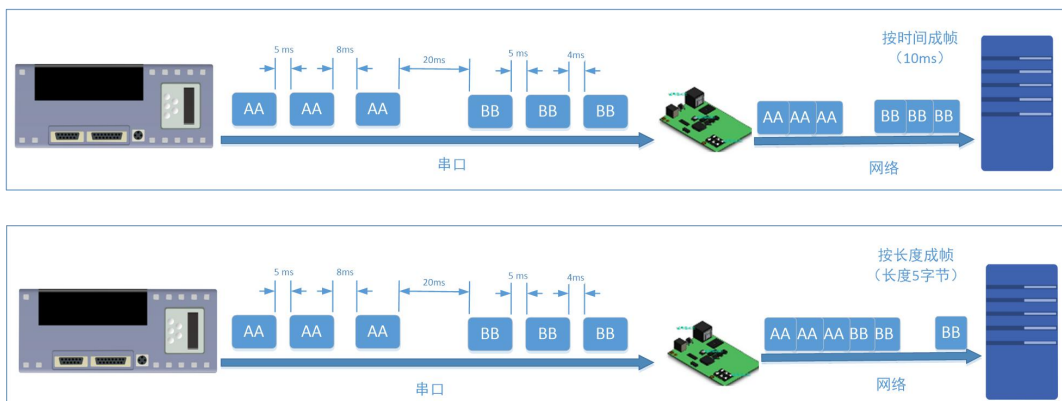 5 ms 8ms 20ms 5 ms 4ms
按时间成帧
（10ms）
AA AA AA BB BB BB
AA AA AA BB BB BB
串口
网络
按长度成帧
（长度5字节）
5 ms 8ms 20ms 5 ms 4ms
AA AA AA BB BB BB
AA AA AA BB BB BB
串口
网络